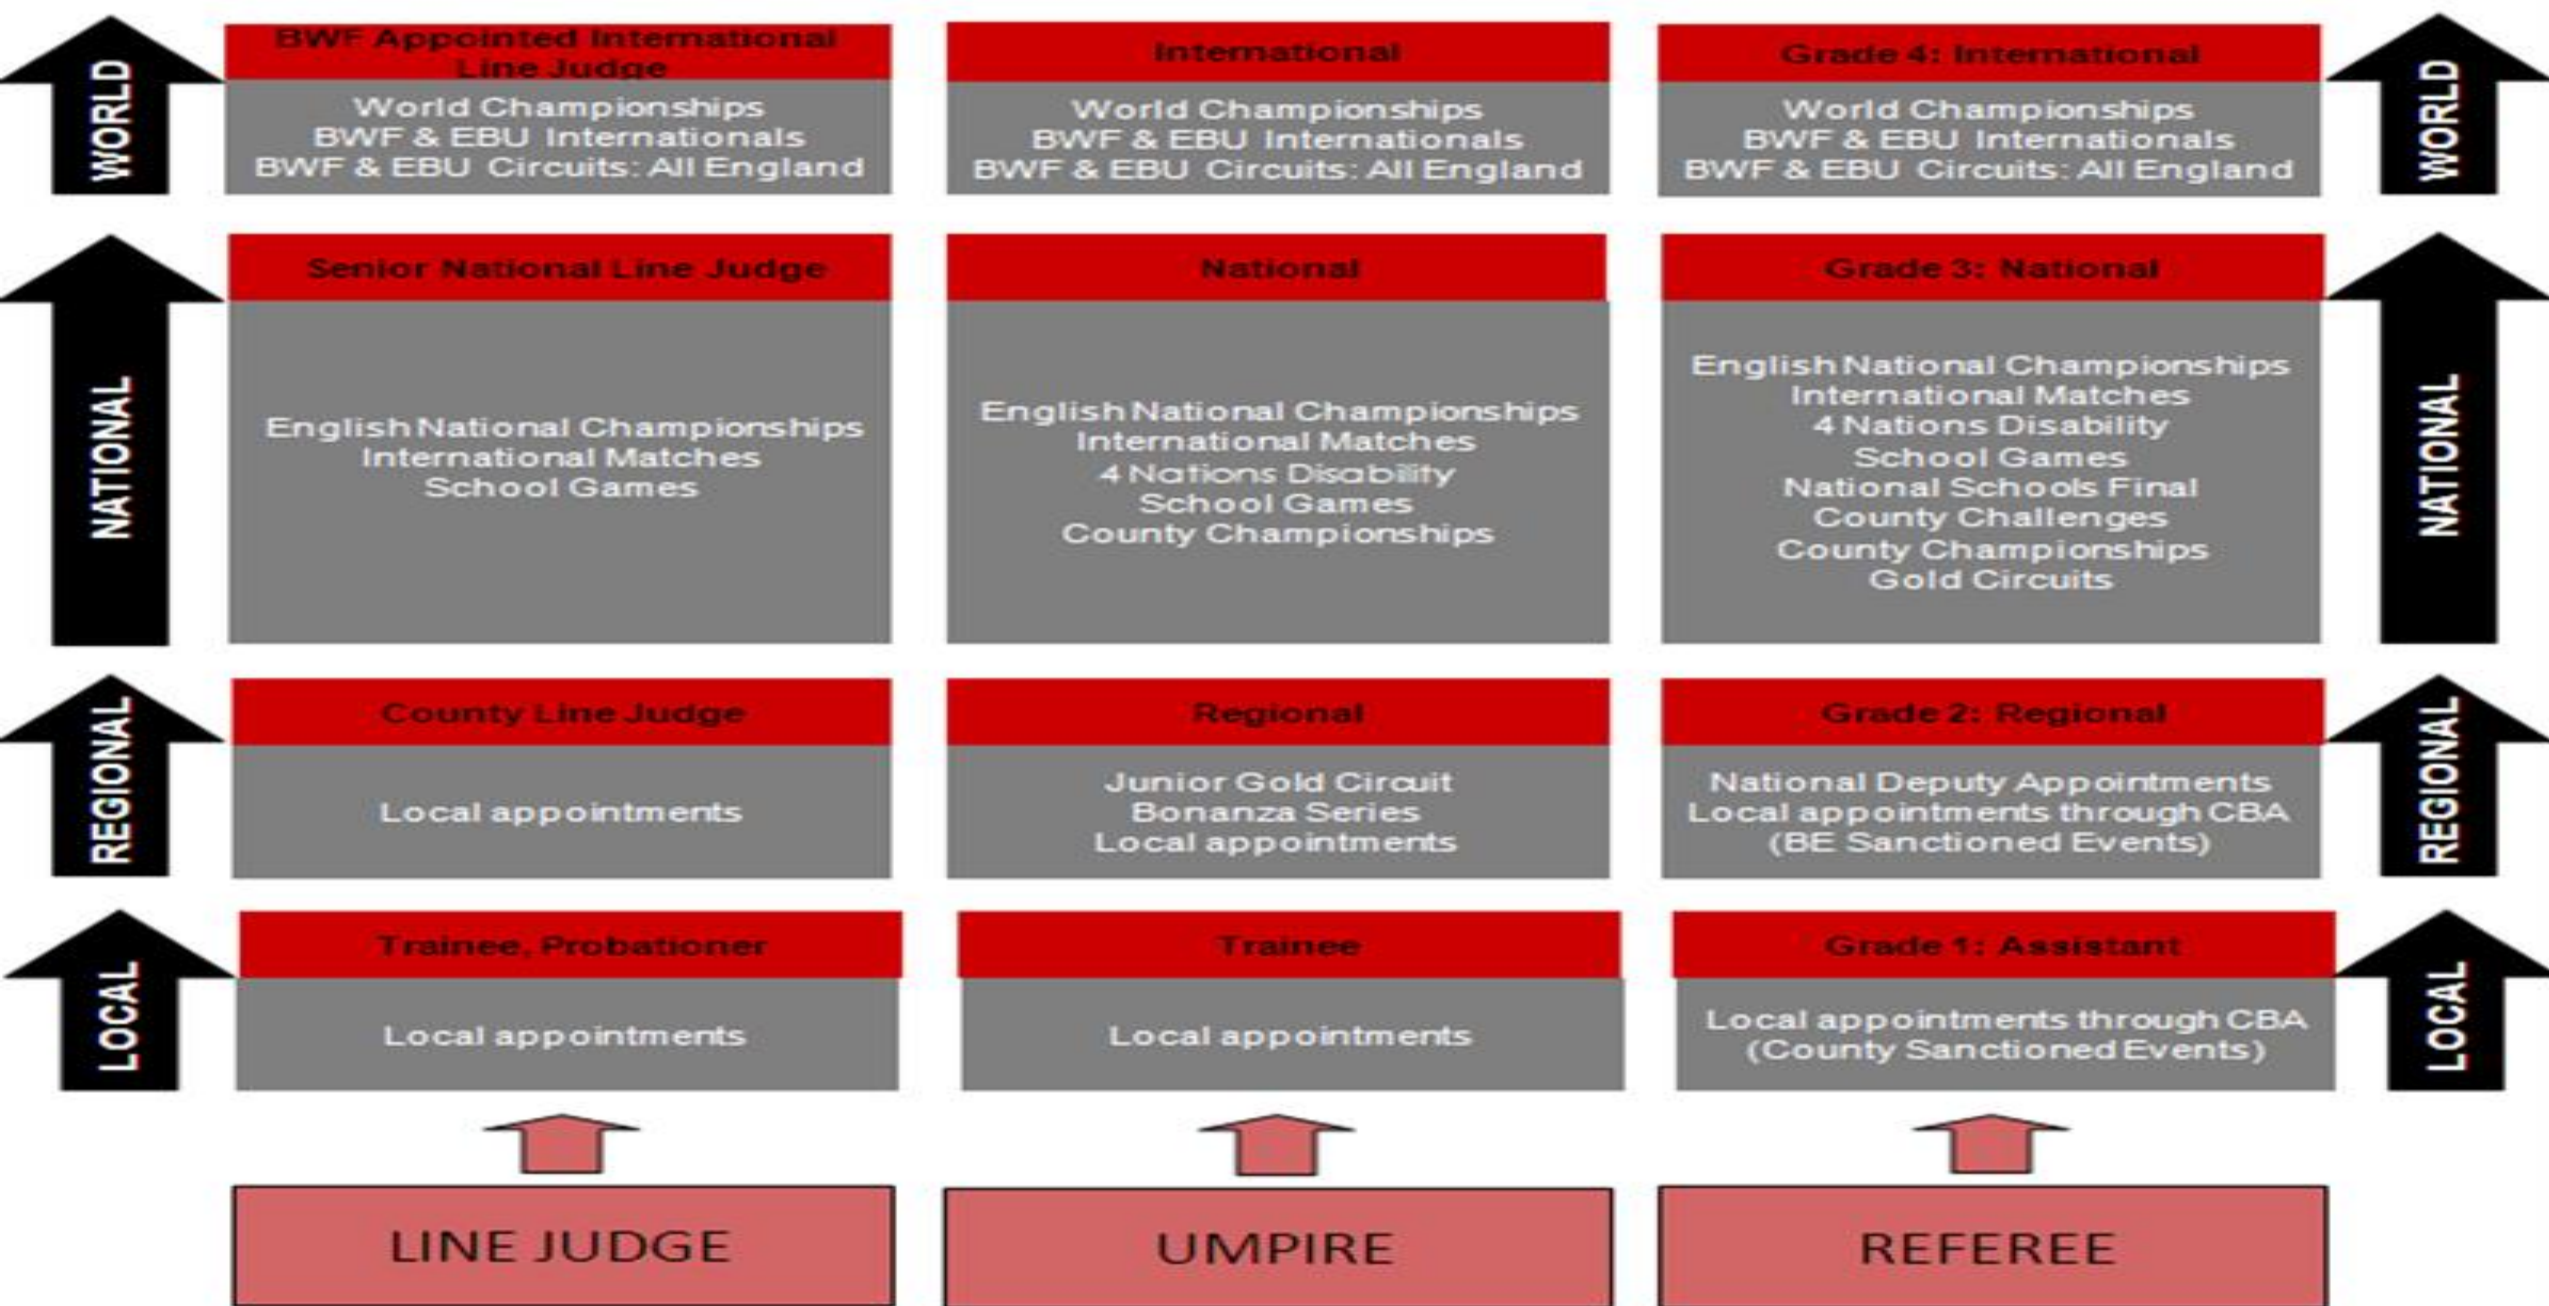 WORLD
BWF Appointed International
Line Judge
World Championships
BWF & EBU Internationals
BWF & EBU Circuits: All England
International
World Championships
BWF & EBU Internationals
BWF & EBU Circuits: All England
Grade 4: International
World Championships
BWF & EBU Internationals
BWF & EBU Circuits: All England
WORLD
NATIONAL
Senior National Line Judge
English National Championships
International Matches
School Games
National
English National Championships
International Matches
4 Nations Disability
School Games
County Championships
Grade 3: National
English National Championships
International Matches
4 Nations Disability
School Games
National Schools Final
County Challenges
County Championships
Gold Circuits
NATIONAL
REGIONAL
County Line Judge
Local appointments
Regional
Junior Gold Circuit
Bonanza Series
Local appointments
Grade 2: Regional
National Deputy Appointments
Local appointments through CBA
(BE Sanctioned Events)
REGIONAL
LOCAL
Trainee, Probationer
Local appointments
Trainee
Local appointments
Grade 1: Assistant
Local appointments through CBA
(County Sanctioned Events)
LOCAL
LINE JUDGE
UMPIRE
REFEREE